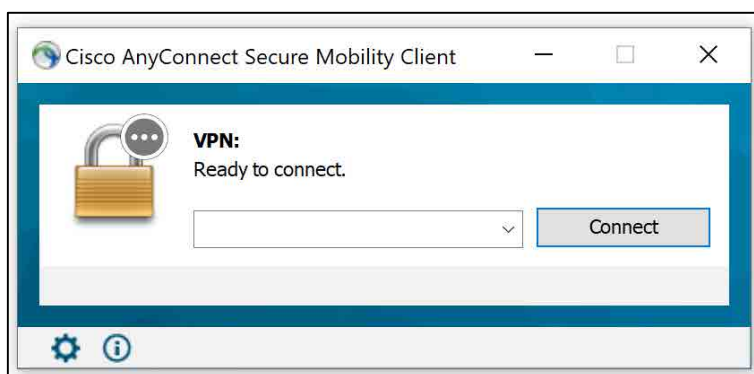 Cisco AnyConnect Secure Mobility Client
VPN:
Ready to connect.
Connect